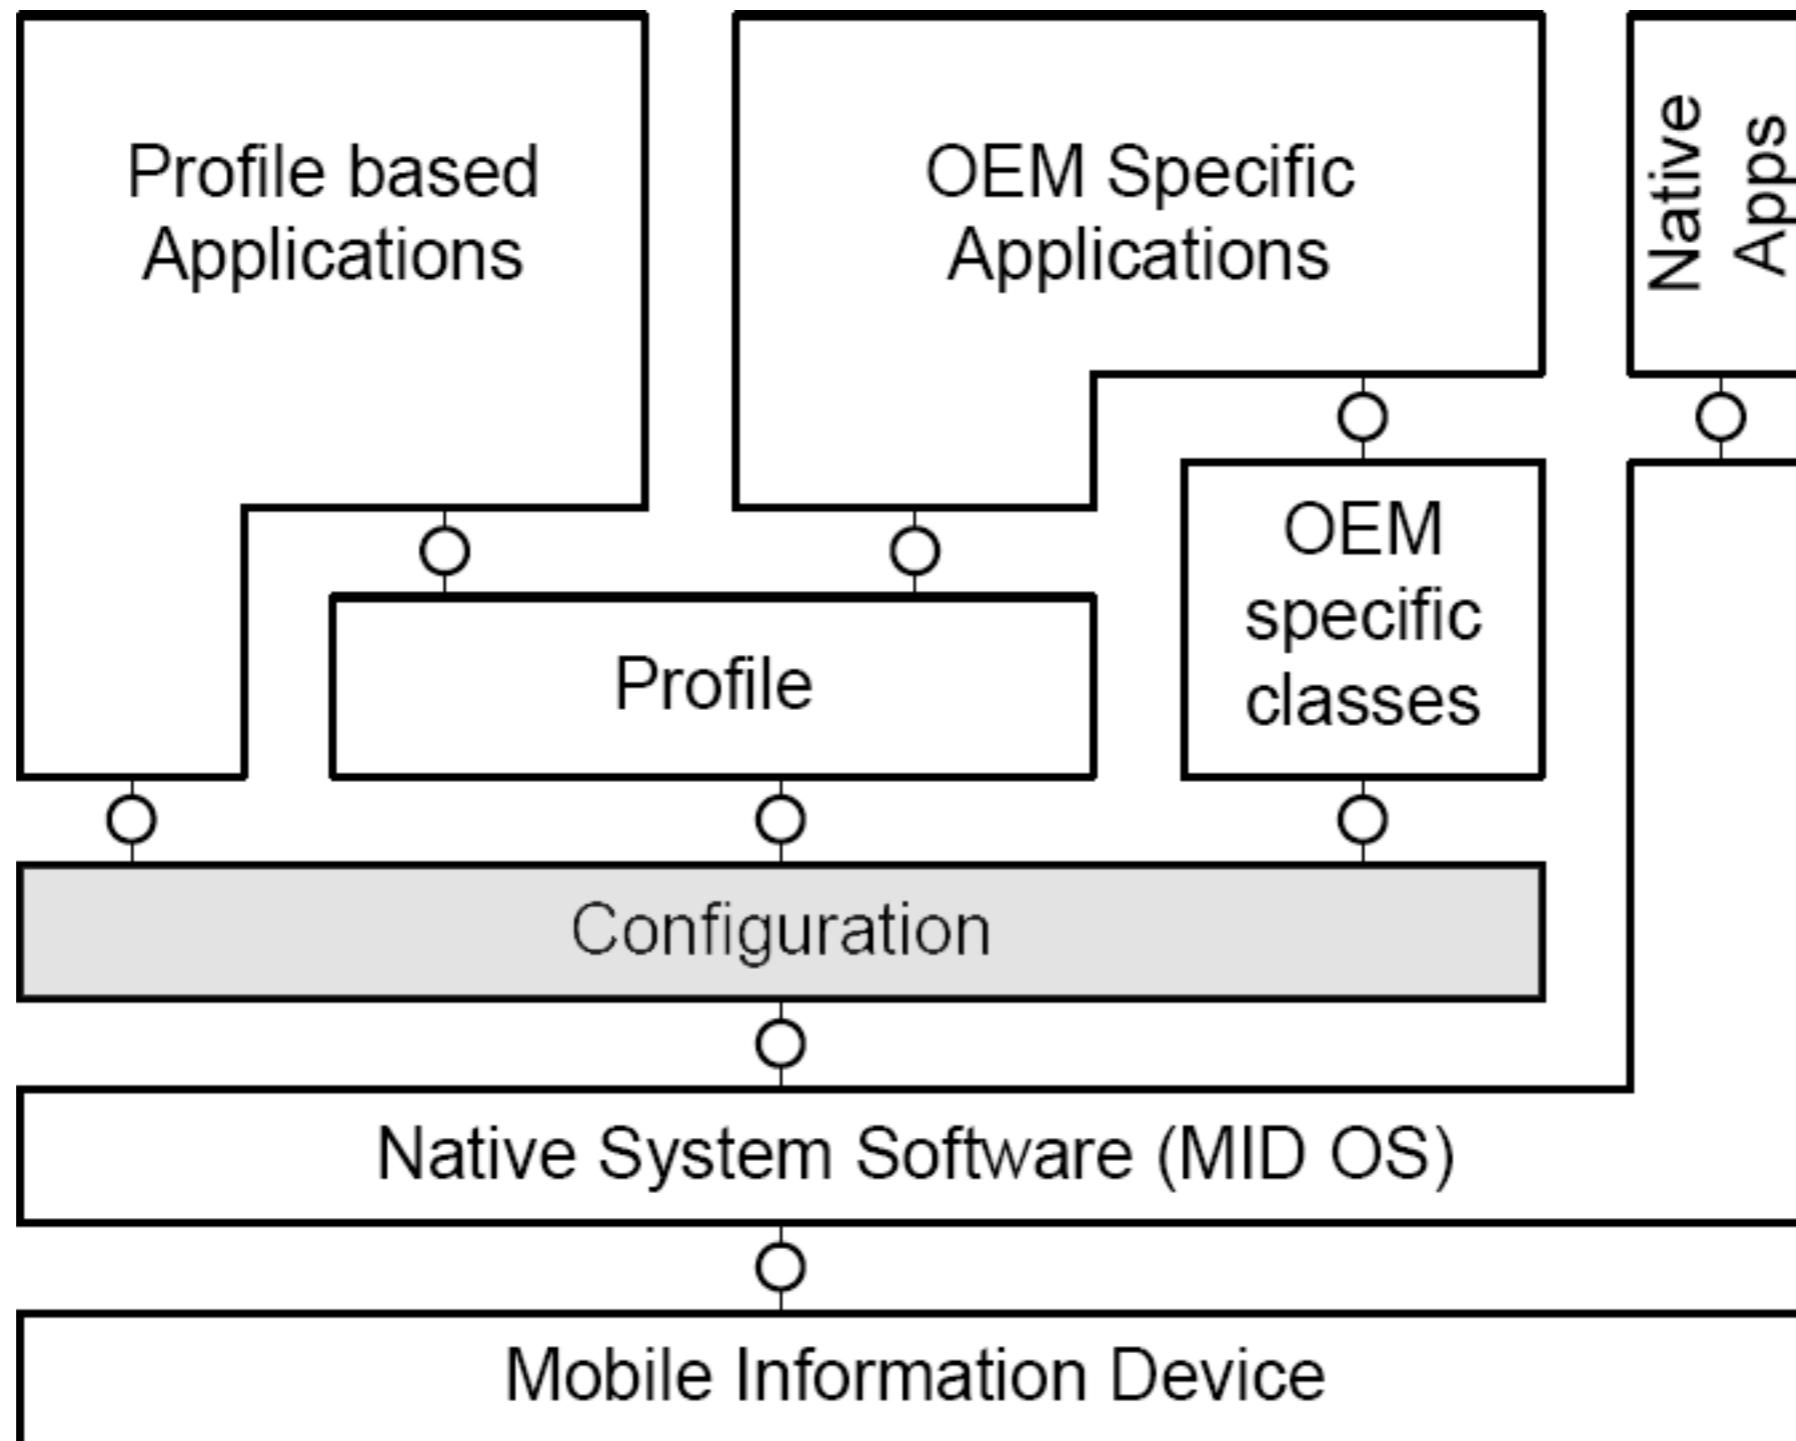 Profile based
Applications
OEM Specific
Applications
Native
Apps
OEM
specific
classes
Profile
Configuration
Native System Software (MID OS)
Mobile Information Device